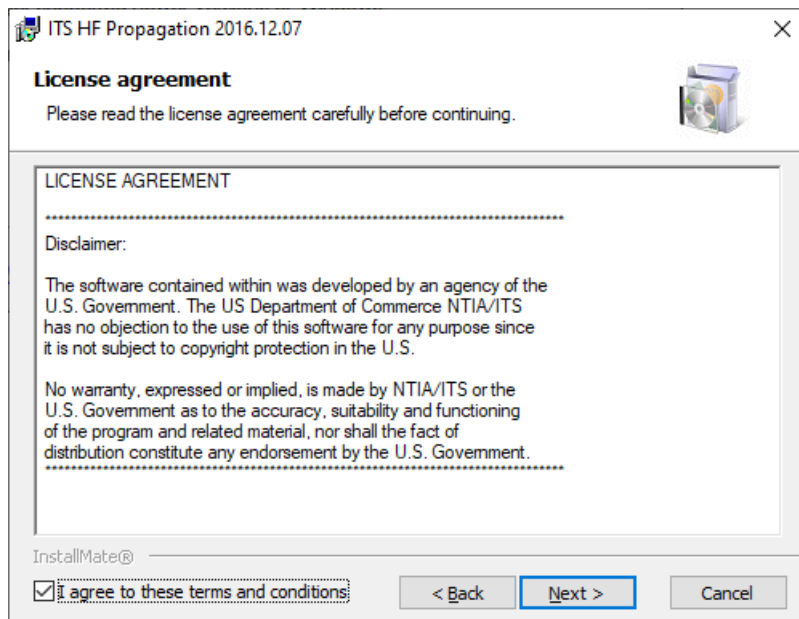 ITS HF Propagation 2016.12.07
License agreement
Please read the license agreement carefully before continuing.
LICENSE AGREEMENT
********************************************************************************
Disclaimer:
The software contained within was developed by an agency of the
U.S. Government. The US Department of Commerce NTIA/ITS
has no objection to the use of this software for any purpose since
it is not subject to copyright protection in the U.S.
No warranty, expressed or implied, is made by NTIA/ITS or the
U.S. Government as to the accuracy, suitability and functioning
of the program and related material, nor shall the fact of
distribution constitute any endorsement by the U.S. Government.
********************************************************************************
InstallMate®
I agree to these terms and conditions
< Back Next > Cancel